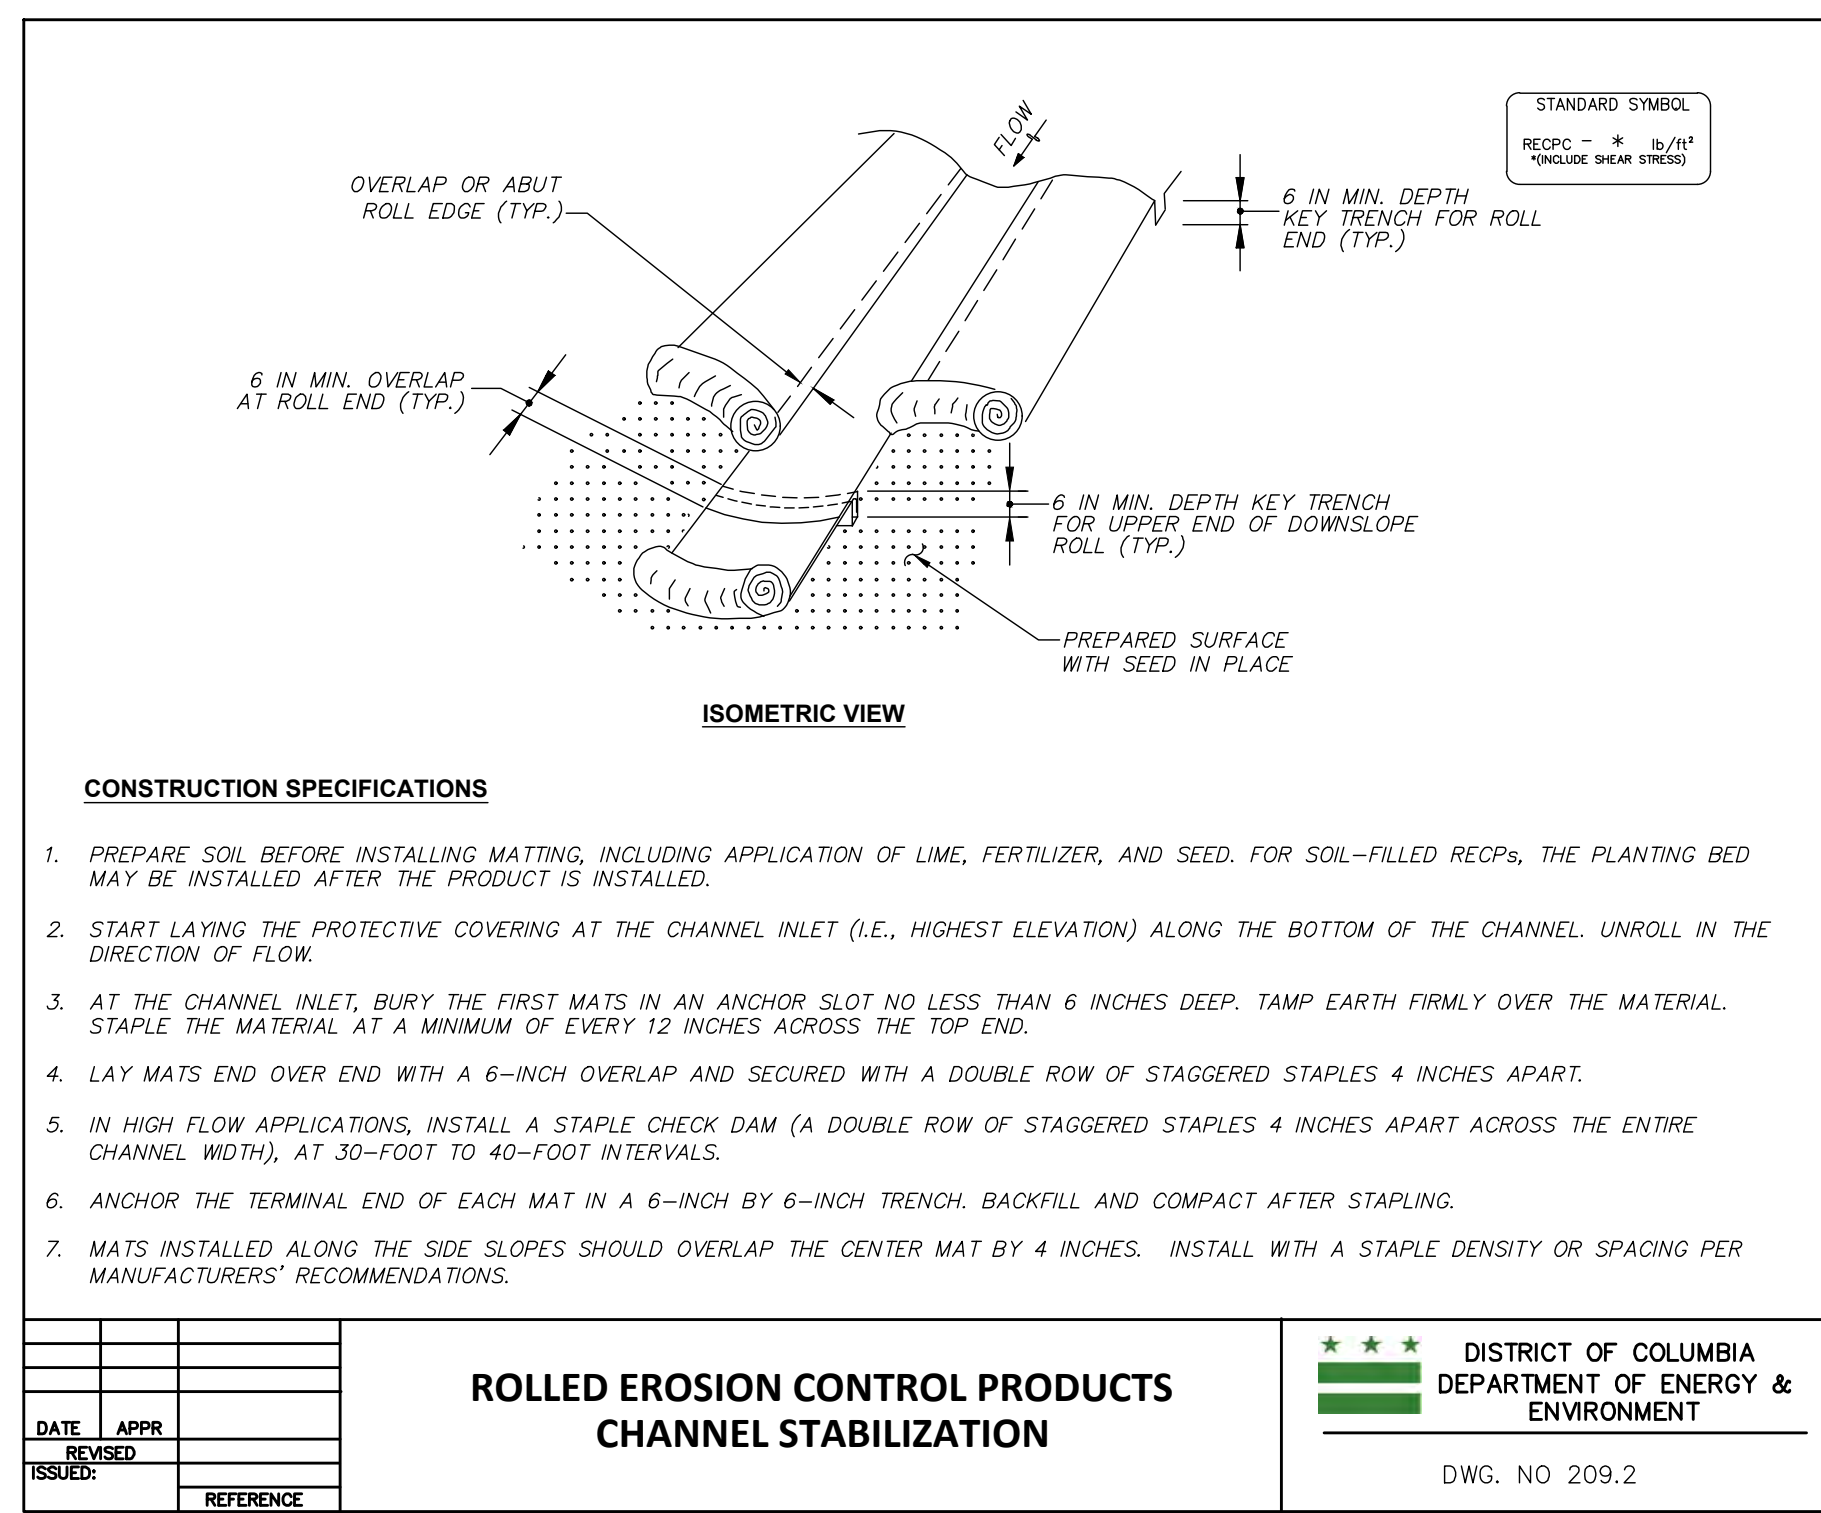 STANDARD SYMBOL
RECPC - * lb/ft²
*(INCLUDE SHEAR STRESS)
FLOW
OVERLAP OR ABUT
ROLL EDGE (TYP.)
6 IN MIN. DEPTH
KEY TRENCH FOR ROLL
END (TYP.)
6 IN MIN. OVERLAP
AT ROLL END (TYP.)
6 IN MIN. DEPTH KEY TRENCH
FOR UPPER END OF DOWNSLOPE
ROLL (TYP.)
PREPARED SURFACE
WITH SEED IN PLACE
ISOMETRIC VIEW
CONSTRUCTION SPECIFICATIONS
1. PREPARE SOIL BEFORE INSTALLING MATTING, INCLUDING APPLICATION OF LIME, FERTILIZER, AND SEED. FOR SOIL-FILLED RECPs, THE PLANTING BED
MAY BE INSTALLED AFTER THE PRODUCT IS INSTALLED.
2. START LAYING THE PROTECTIVE COVERING AT THE CHANNEL INLET (I.E., HIGHEST ELEVATION) ALONG THE BOTTOM OF THE CHANNEL. UNROLL IN THE
DIRECTION OF FLOW.
3. AT THE CHANNEL INLET, BURY THE FIRST MATS IN AN ANCHOR SLOT NO LESS THAN 6 INCHES DEEP. TAMP EARTH FIRMLY OVER THE MATERIAL.
STAPLE THE MATERIAL AT A MINIMUM OF EVERY 12 INCHES ACROSS THE TOP END.
4. LAY MATS END OVER END WITH A 6-INCH OVERLAP AND SECURED WITH A DOUBLE ROW OF STAGGERED STAPLES 4 INCHES APART.
5. IN HIGH FLOW APPLICATIONS, INSTALL A STAPLE CHECK DAM (A DOUBLE ROW OF STAGGERED STAPLES 4 INCHES APART ACROSS THE ENTIRE
CHANNEL WIDTH), AT 30-FOOT TO 40-FOOT INTERVALS.
6. ANCHOR THE TERMINAL END OF EACH MAT IN A 6-INCH BY 6-INCH TRENCH. BACKFILL AND COMPACT AFTER STAPLING.
7. MATS INSTALLED ALONG THE SIDE SLOPES SHOULD OVERLAP THE CENTER MAT BY 4 INCHES. INSTALL WITH A STAPLE DENSITY OR SPACING PER
MANUFACTURERS' RECOMMENDATIONS.
DATE APPR
REVISED
ISSUED:
REFERENCE
ROLLED EROSION CONTROL PRODUCTS
CHANNEL STABILIZATION
DISTRICT OF COLUMBIA
DEPARTMENT OF ENERGY &
ENVIRONMENT
DWG. NO 209.2